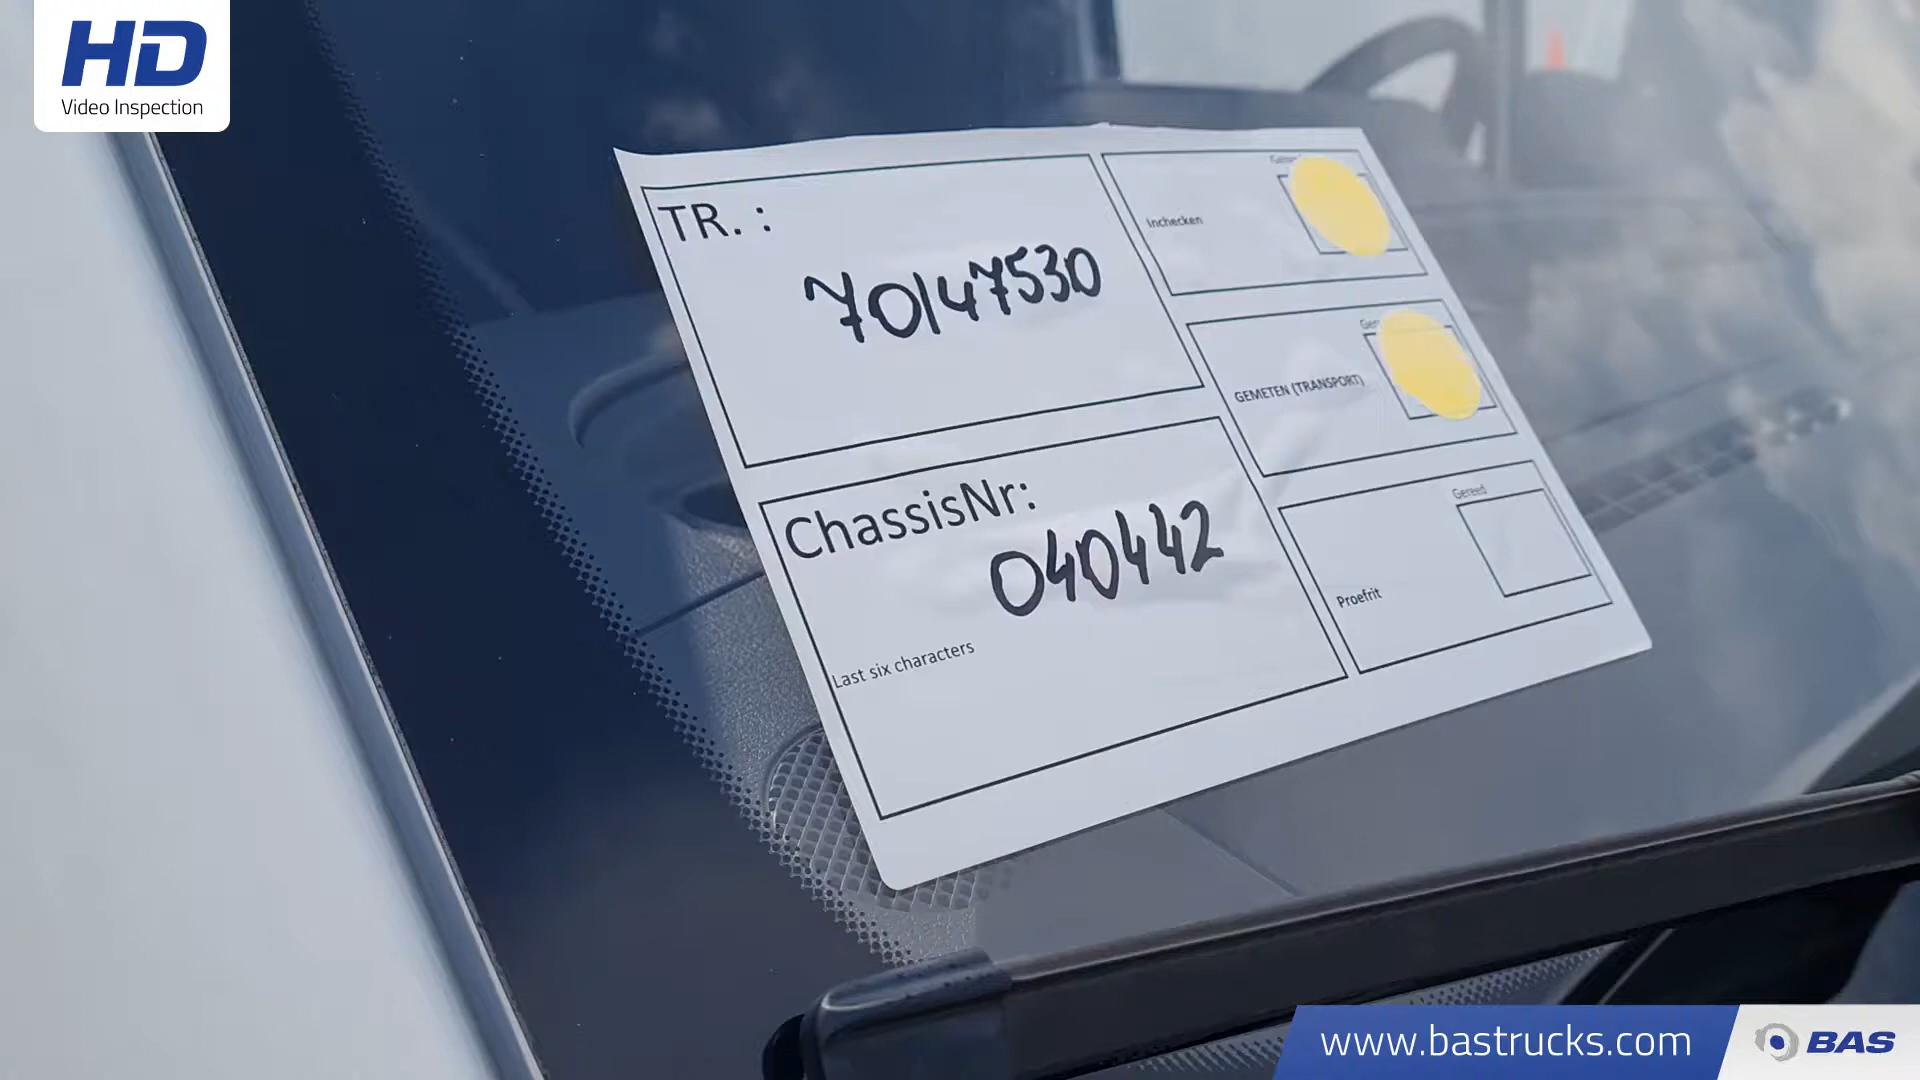 HD
Video Inspection
TR. :
70147530
ChassisNr:
040442
Last six characters
Inchecken
GEMETEN (TRANSPORT)
Gereed
Proefrit
www.bastrucks.com
BAS